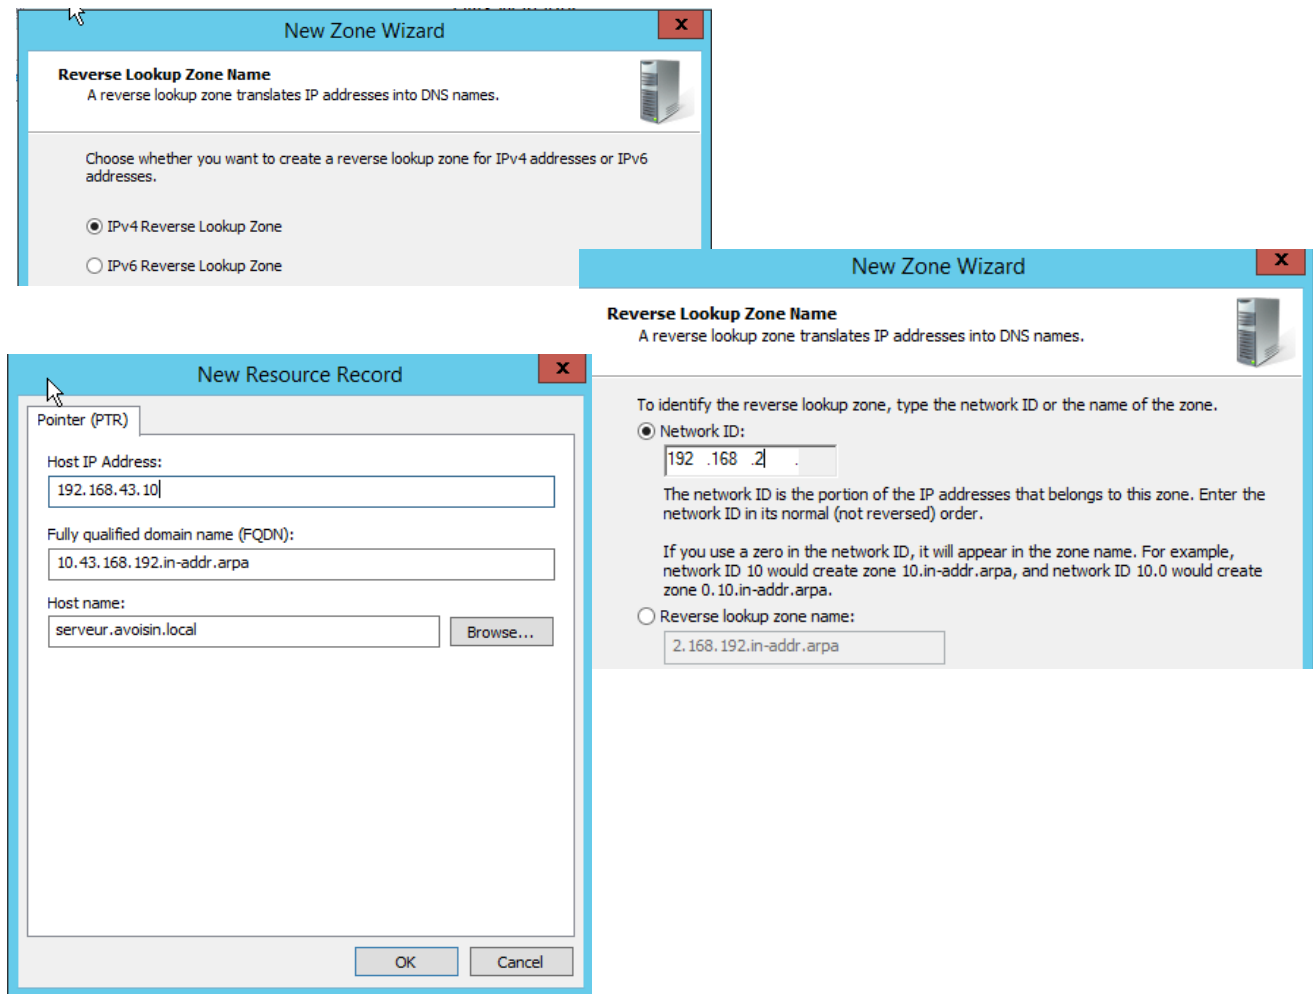 New Zone Wizard
x
Reverse Lookup Zone Name
A reverse lookup zone translates IP addresses into DNS names.
Choose whether you want to create a reverse lookup zone for IPv4 addresses or IPv6
addresses.
IPv4 Reverse Lookup Zone
IPv6 Reverse Lookup Zone
New Zone Wizard
x
Reverse Lookup Zone Name
A reverse lookup zone translates IP addresses into DNS names.
To identify the reverse lookup zone, type the network ID or the name of the zone.
Network ID:
192 .168 .2 .
The network ID is the portion of the IP addresses that belongs to this zone. Enter the
network ID in its normal (not reversed) order.
If you use a zero in the network ID, it will appear in the zone name. For example,
network ID 10 would create zone 10.in-addr.arpa, and network ID 10.0 would create
zone 0.10.in-addr.arpa.
Reverse lookup zone name:
2.168.192.in-addr.arpa
New Resource Record
x
Pointer (PTR)
Host IP Address:
192.168.43.10
Fully qualified domain name (FQDN):
10.43.168.192.in-addr.arpa
Host name:
serveur.avoisin.local
Browse...
OK
Cancel